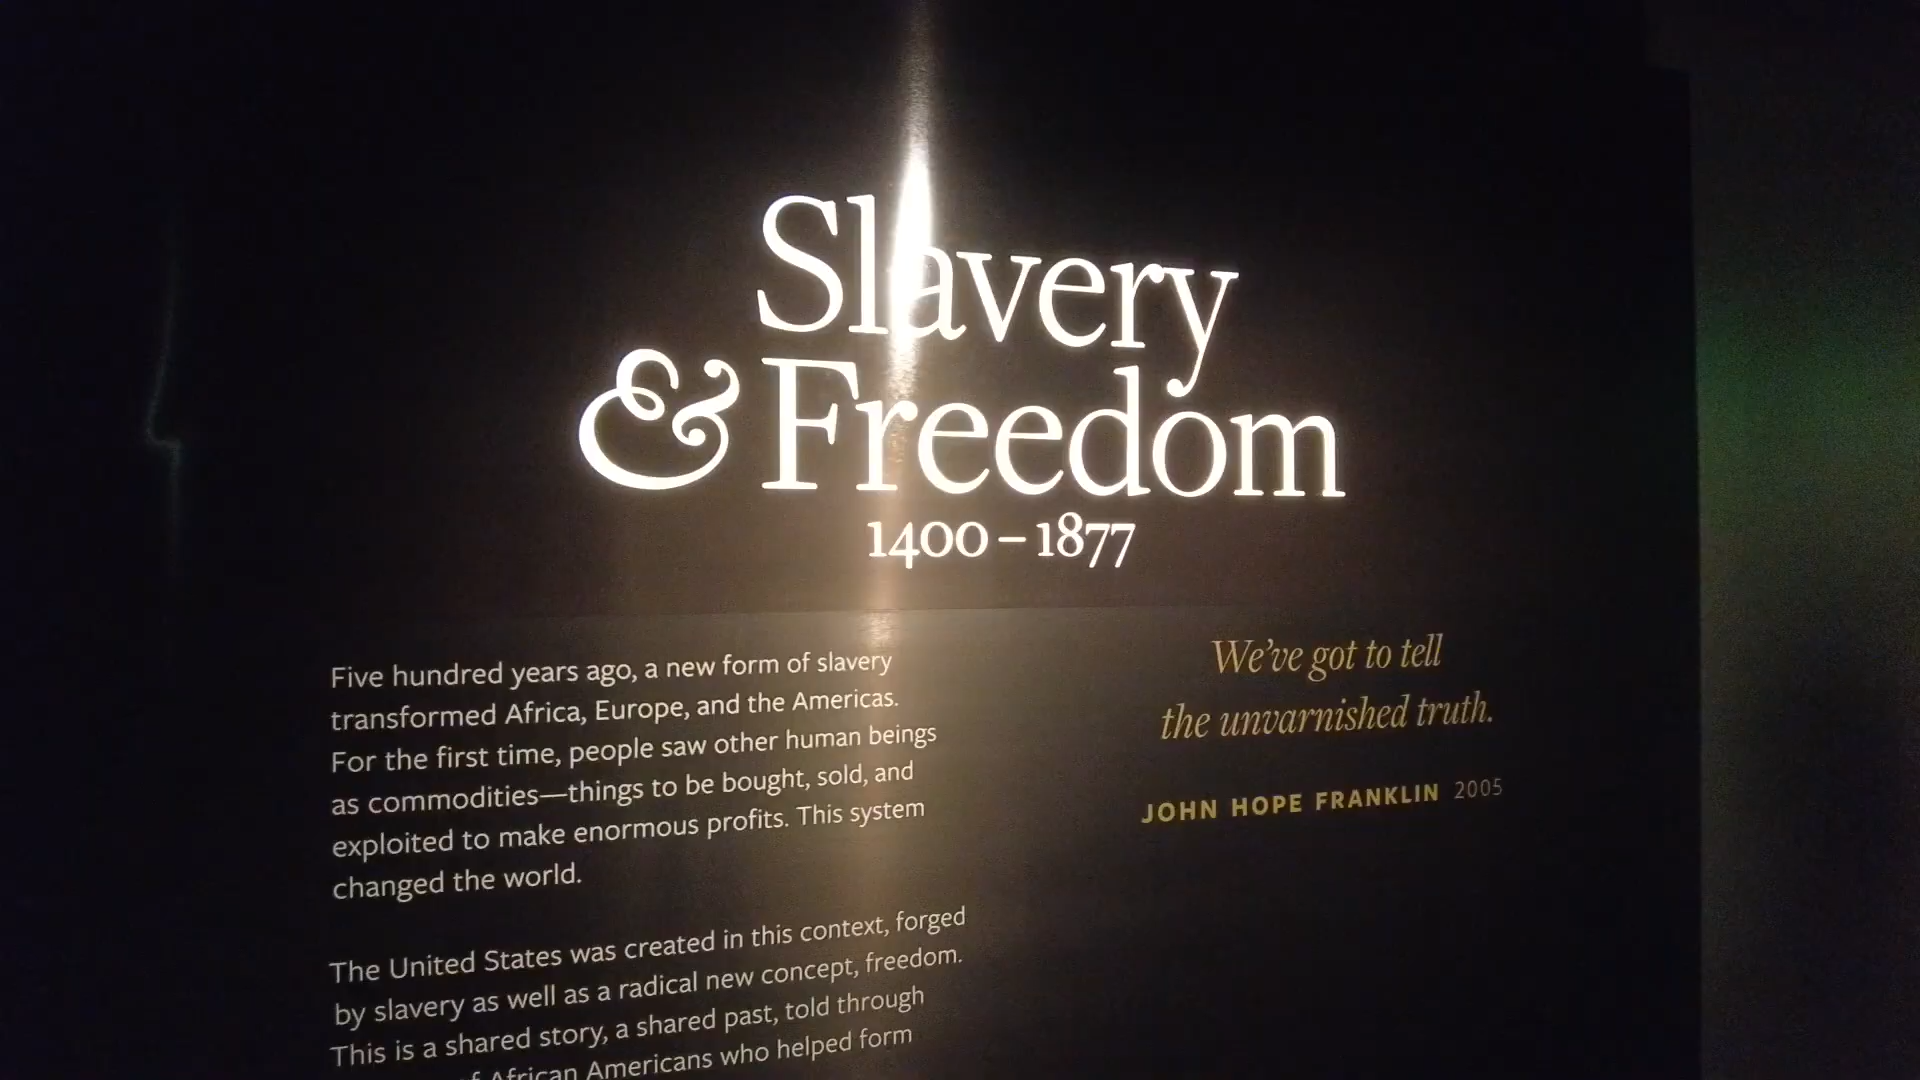 Slavery
& Freedom
1400–1877
Five hundred years ago, a new form of slavery
transformed Africa, Europe, and the Americas.
For the first time, people saw other human beings
as commodities—things to be bought, sold, and
exploited to make enormous profits. This system
changed the world.
The United States was created in this context, forged
by slavery as well as a radical new concept, freedom.
This is a shared story, a shared past, told through
African Americans who helped form
We've got to tell
the unvarnished truth.
JOHN HOPE FRANKLIN 2005